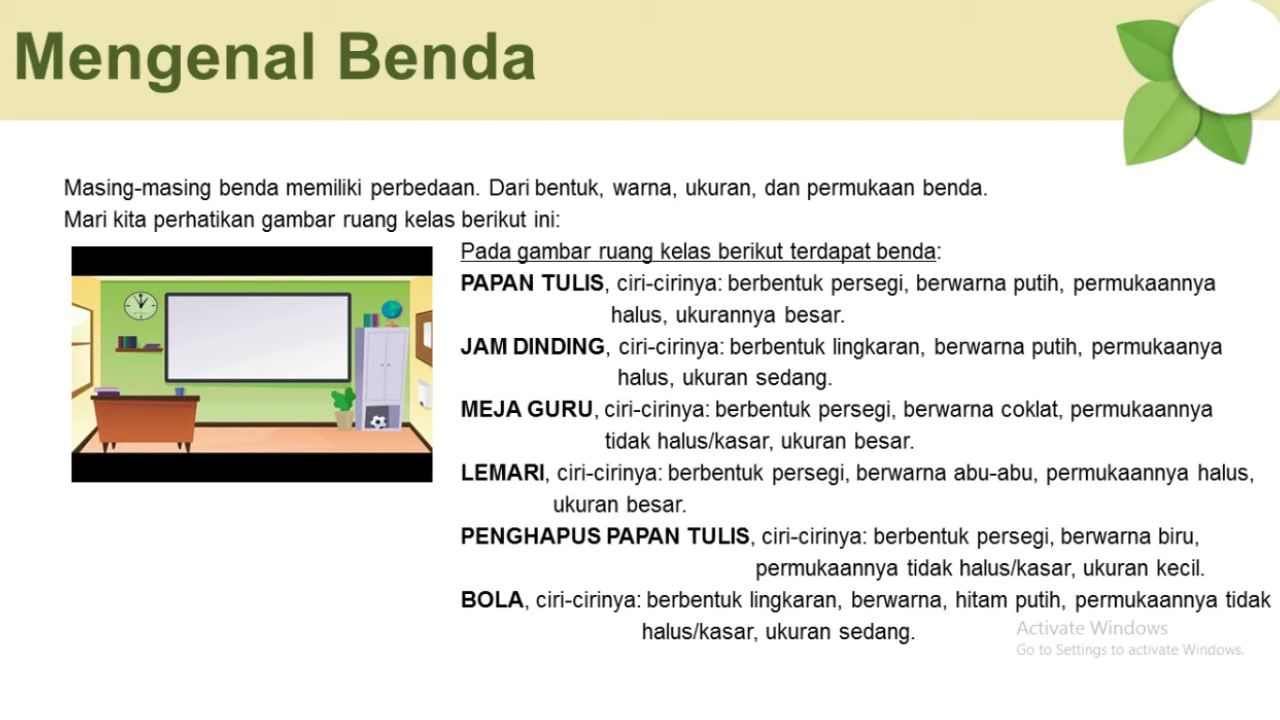 Mengenal Benda
Masing-masing benda memiliki perbedaan. Dari bentuk, warna, ukuran, dan permukaan benda.
Mari kita perhatikan gambar ruang kelas berikut ini:
Pada gambar ruang kelas berikut terdapat benda:
PAPAN TULIS, ciri-cirinya: berbentuk persegi, berwarna putih, permukaannya
halus, ukurannya besar.
JAM DINDING, ciri-cirinya: berbentuk lingkaran, berwarna putih, permukaanya
halus, ukuran sedang.
MEJA GURU, ciri-cirinya: berbentuk persegi, berwarna coklat, permukaannya
tidak halus/kasar, ukuran besar.
LEMARI, ciri-cirinya: berbentuk persegi, berwarna abu-abu, permukaannya halus,
ukuran besar.
PENGHAPUS PAPAN TULIS, ciri-cirinya: berbentuk persegi, berwarna biru,
permukaannya tidak halus/kasar, ukuran kecil.
BOLA, ciri-cirinya: berbentuk lingkaran, berwarna, hitam putih, permukaannya tidak
halus/kasar, ukuran sedang.
Activate Windows
Go to Settings to activate Windows.